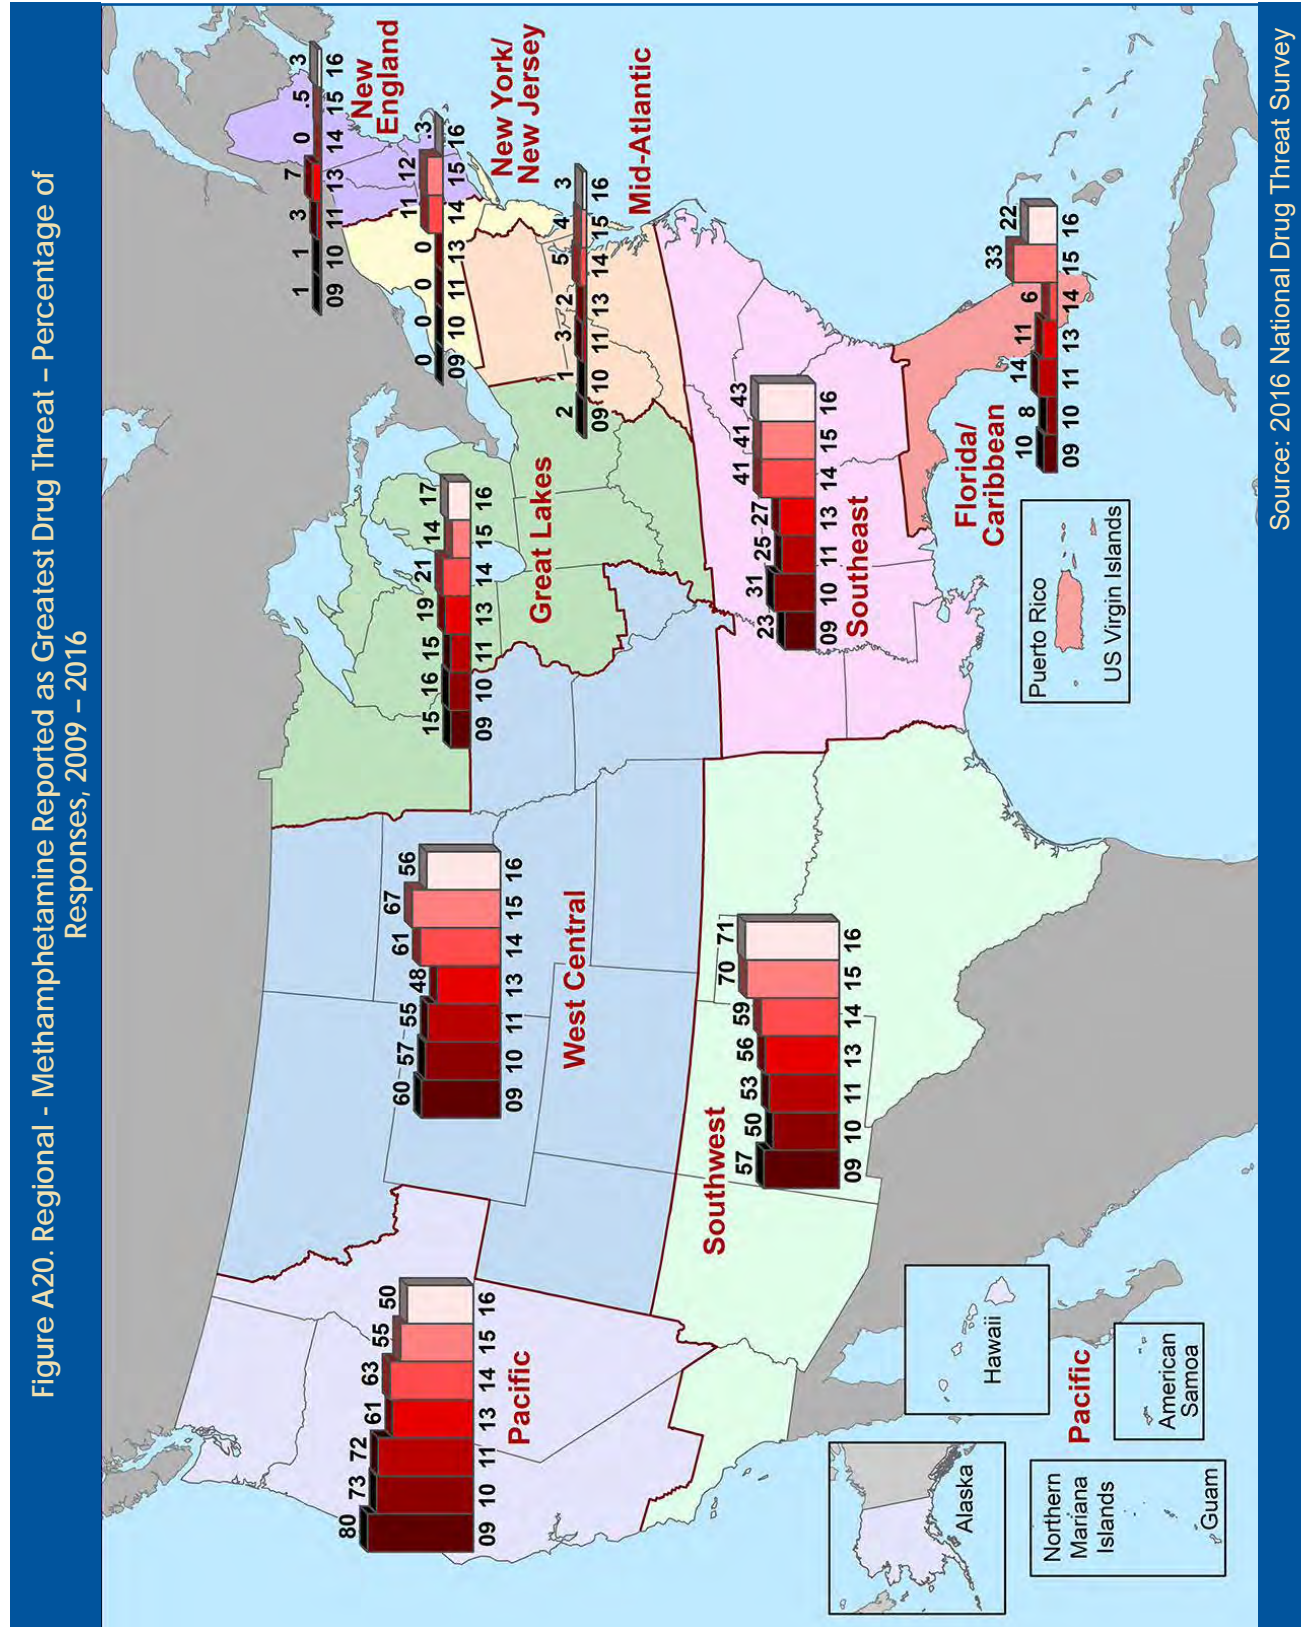 Figure A20. Regional - Methamphetamine Reported as Greatest Drug Threat – Percentage of
Responses, 2009 – 2016
80 73 72 61 63 55 50
09 10 11 13 14 15 16
Pacific
60 57 55 48 61 67 56
09 10 11 13 14 15 16
West Central
57 50 53 56 59 70 71
09 10 11 13 14 15 16
Southwest
15 16 15 19 21 14 17
09 10 11 13 14 15 16
Great Lakes
23 31 25 27 41 41 43
09 10 11 13 14 15 16
Southeast
1 1 3 7 0 .5 3
09 10 11 13 14 15 16
New
England
0 0 0 0 11 12 .3
09 10 11 13 14 15 16
New York/
New Jersey
2 1 3 2 5 4 3
09 10 11 13 14 15 16
Mid-Atlantic
Florida/
Caribbean
10 8 14 11 6 33 22
09 10 11 13 14 15 16
Puerto Rico
US Virgin Islands
Alaska
Hawaii
Pacific
Northern
Mariana
Islands
Guam
American
Samoa
Source: 2016 National Drug Threat Survey